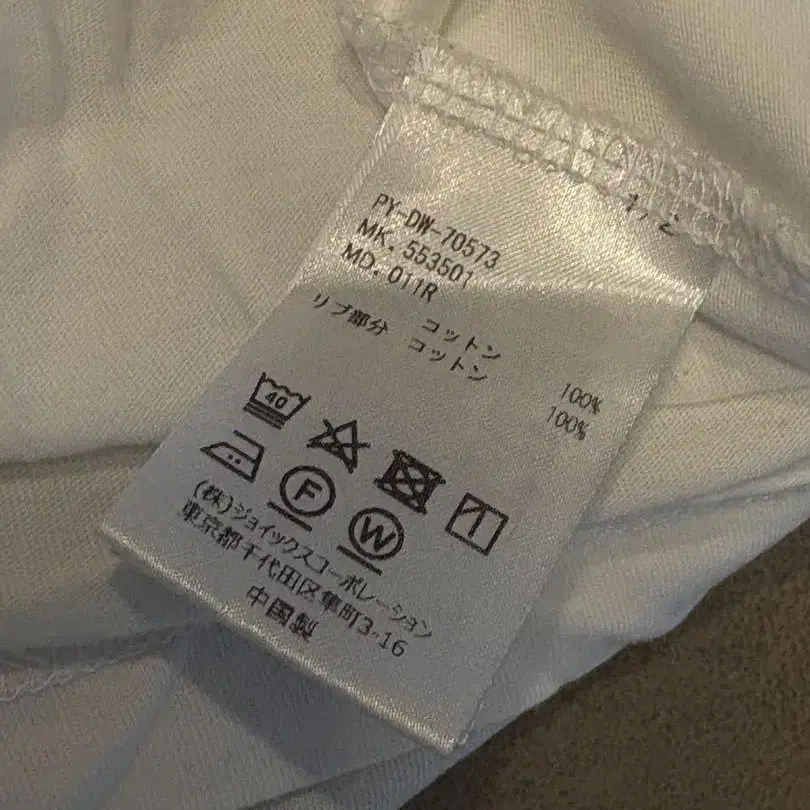 1/2
PY-DW-70573
MK. 553501
MD. 011R
コットン 100%
リブ部分 コットン 100%
40
F
W
(株)ジョイックスコーポレーション
東京都千代田区隼町3-16
中国製